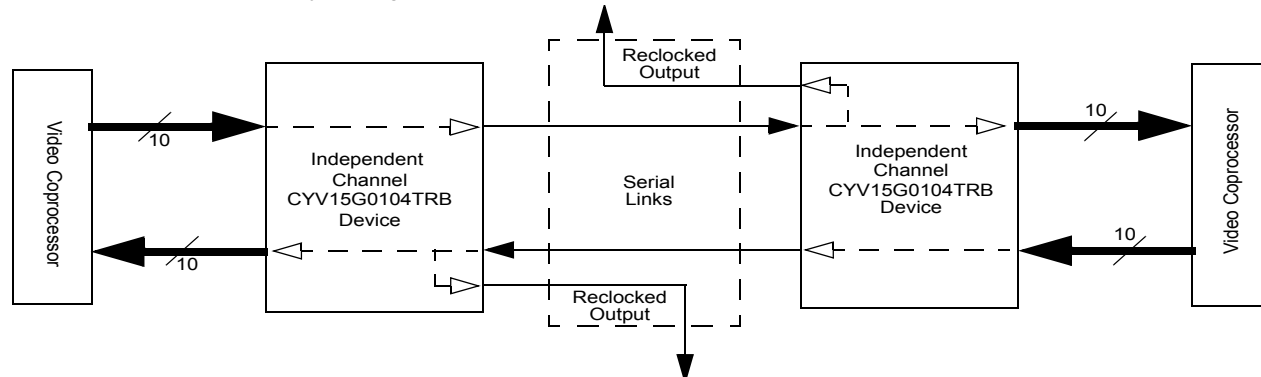 Video Coprocessor
10
10
Independent
Channel
CYV15G0104TRB
Device
Reclocked
Output
Serial
Links
Reclocked
Output
Independent
Channel
CYV15G0104TRB
Device
10
10
Video Coprocessor